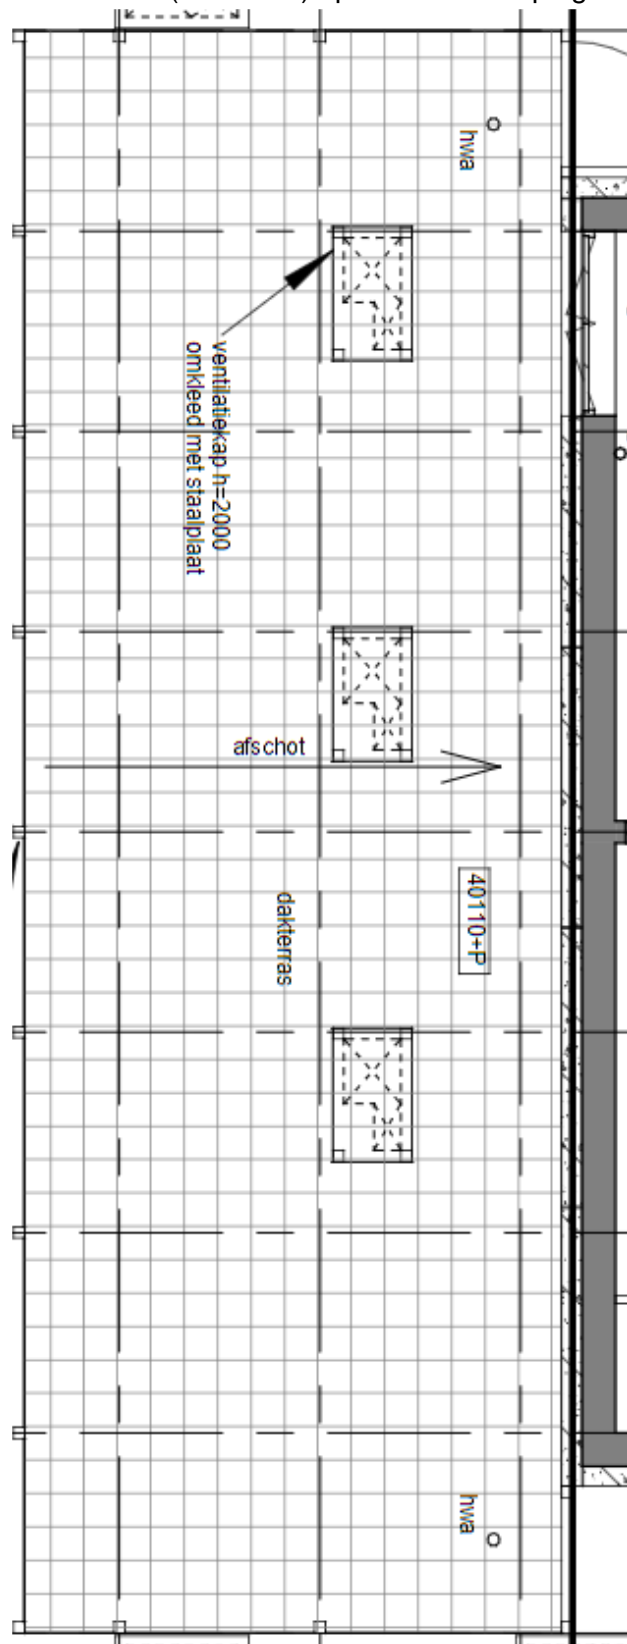 hwa
ventilatiekap h=2000
omkleed met staalplaat
afschot
40110+P
dakterras
hwa